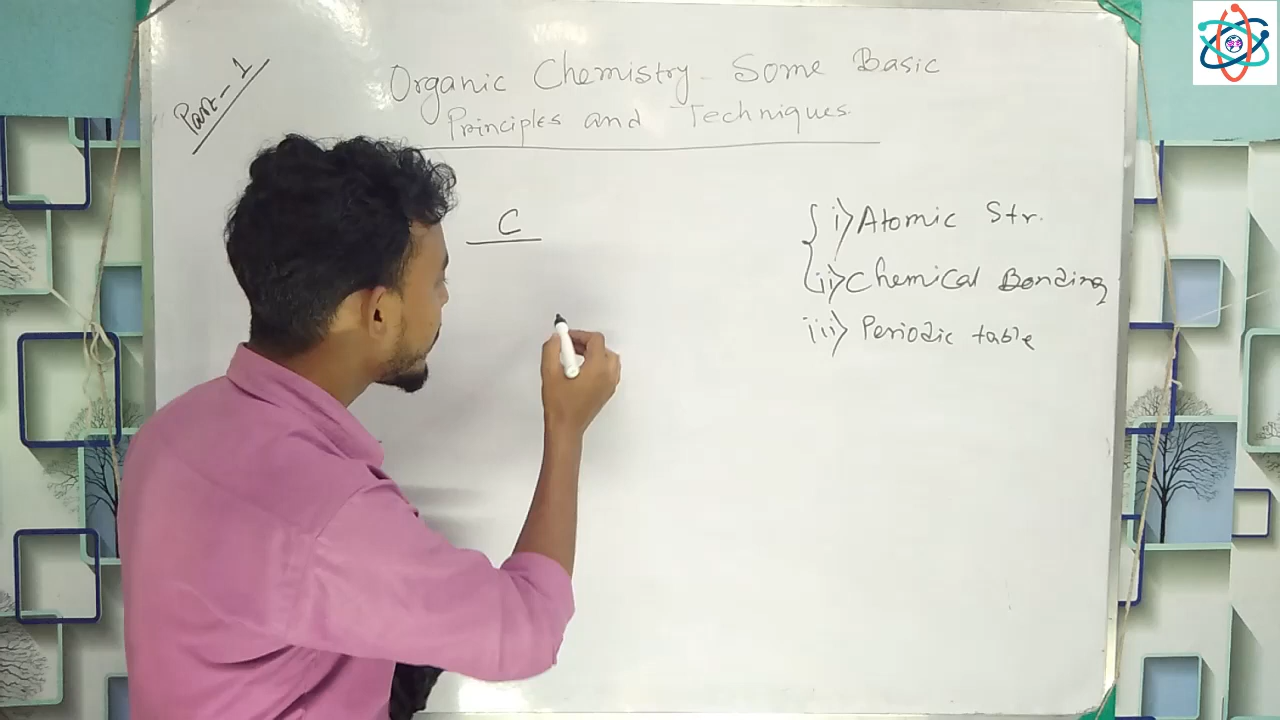 Part-1
Organic Chemistry - Some Basic
Principles and Techniques.
C
i) Atomic Str.
ii) Chemical Bonding
iii) Periodic table